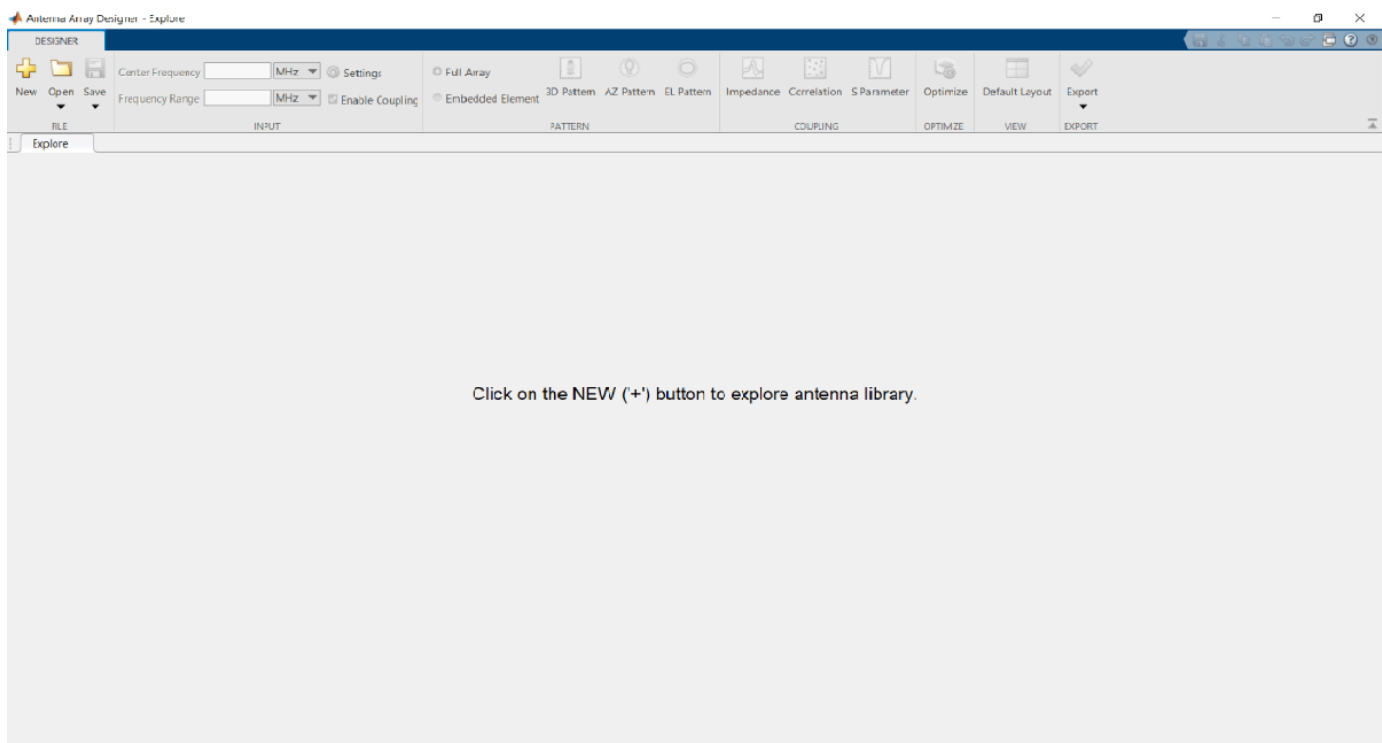 Antenna Array Designer - Explore
DESIGNER
New Open Save
FILE
Center Frequency MHz Settings
Frequency Range MHz Enable Coupling
INPUT
Full Array
Embedded Element
3D Pattern AZ Pattern EL Pattern
PATTERN
Impedance Correlation S Parameter
COUPLING
Optimize
OPTIMIZE
Default Layout
VIEW
Export
EXPORT
Explore
Click on the NEW ('+') button to explore antenna library.